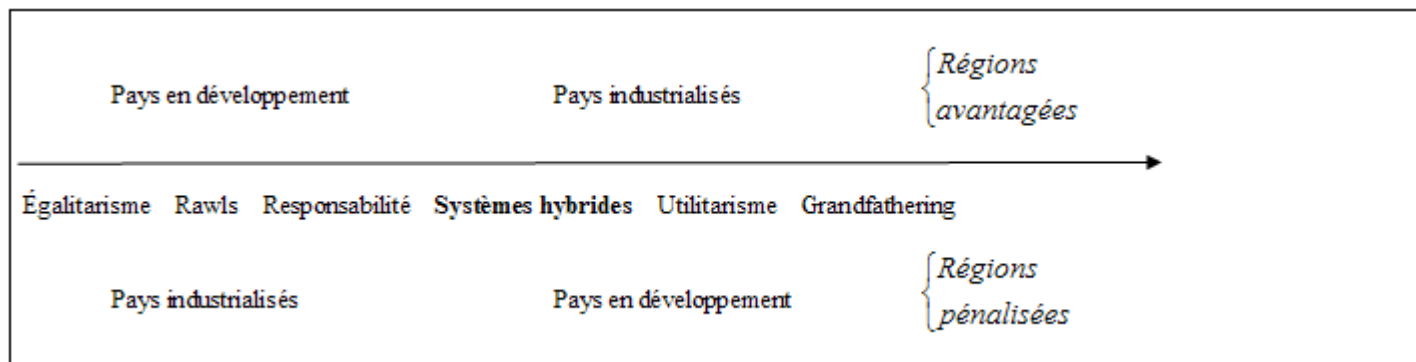 Pays en développement Pays industrialisés Régions
avantagées
Égalitarisme Rawls Responsabilité Systèmes hybrides Utilitarisme Grandfathering
Pays industrialisés Pays en développement Régions
pénalisées